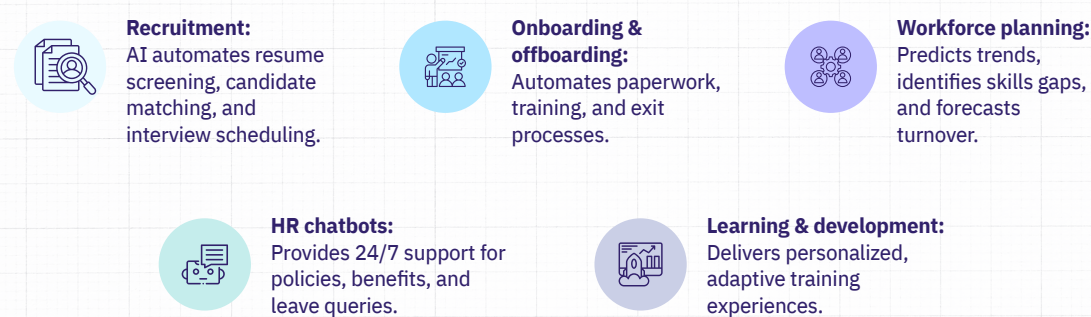 Recruitment:
AI automates resume
screening, candidate
matching, and
interview scheduling.
Onboarding &
offboarding:
Automates paperwork,
training, and exit
processes.
Workforce planning:
Predicts trends,
identifies skills gaps,
and forecasts
turnover.
HR chatbots:
Provides 24/7 support for
policies, benefits, and
leave queries.
Learning & development:
Delivers personalized,
adaptive training
experiences.